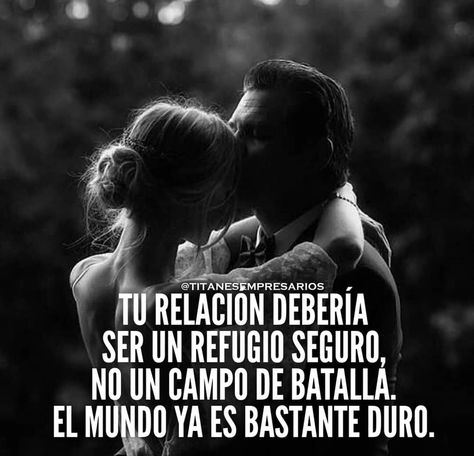 @TITANESEMPRESARIOS
TU RELACIÓN DEBERÍA
SER UN REFUGIO SEGURO,
NO UN CAMPO DE BATALLA.
EL MUNDO YA ES BASTANTE DURO.